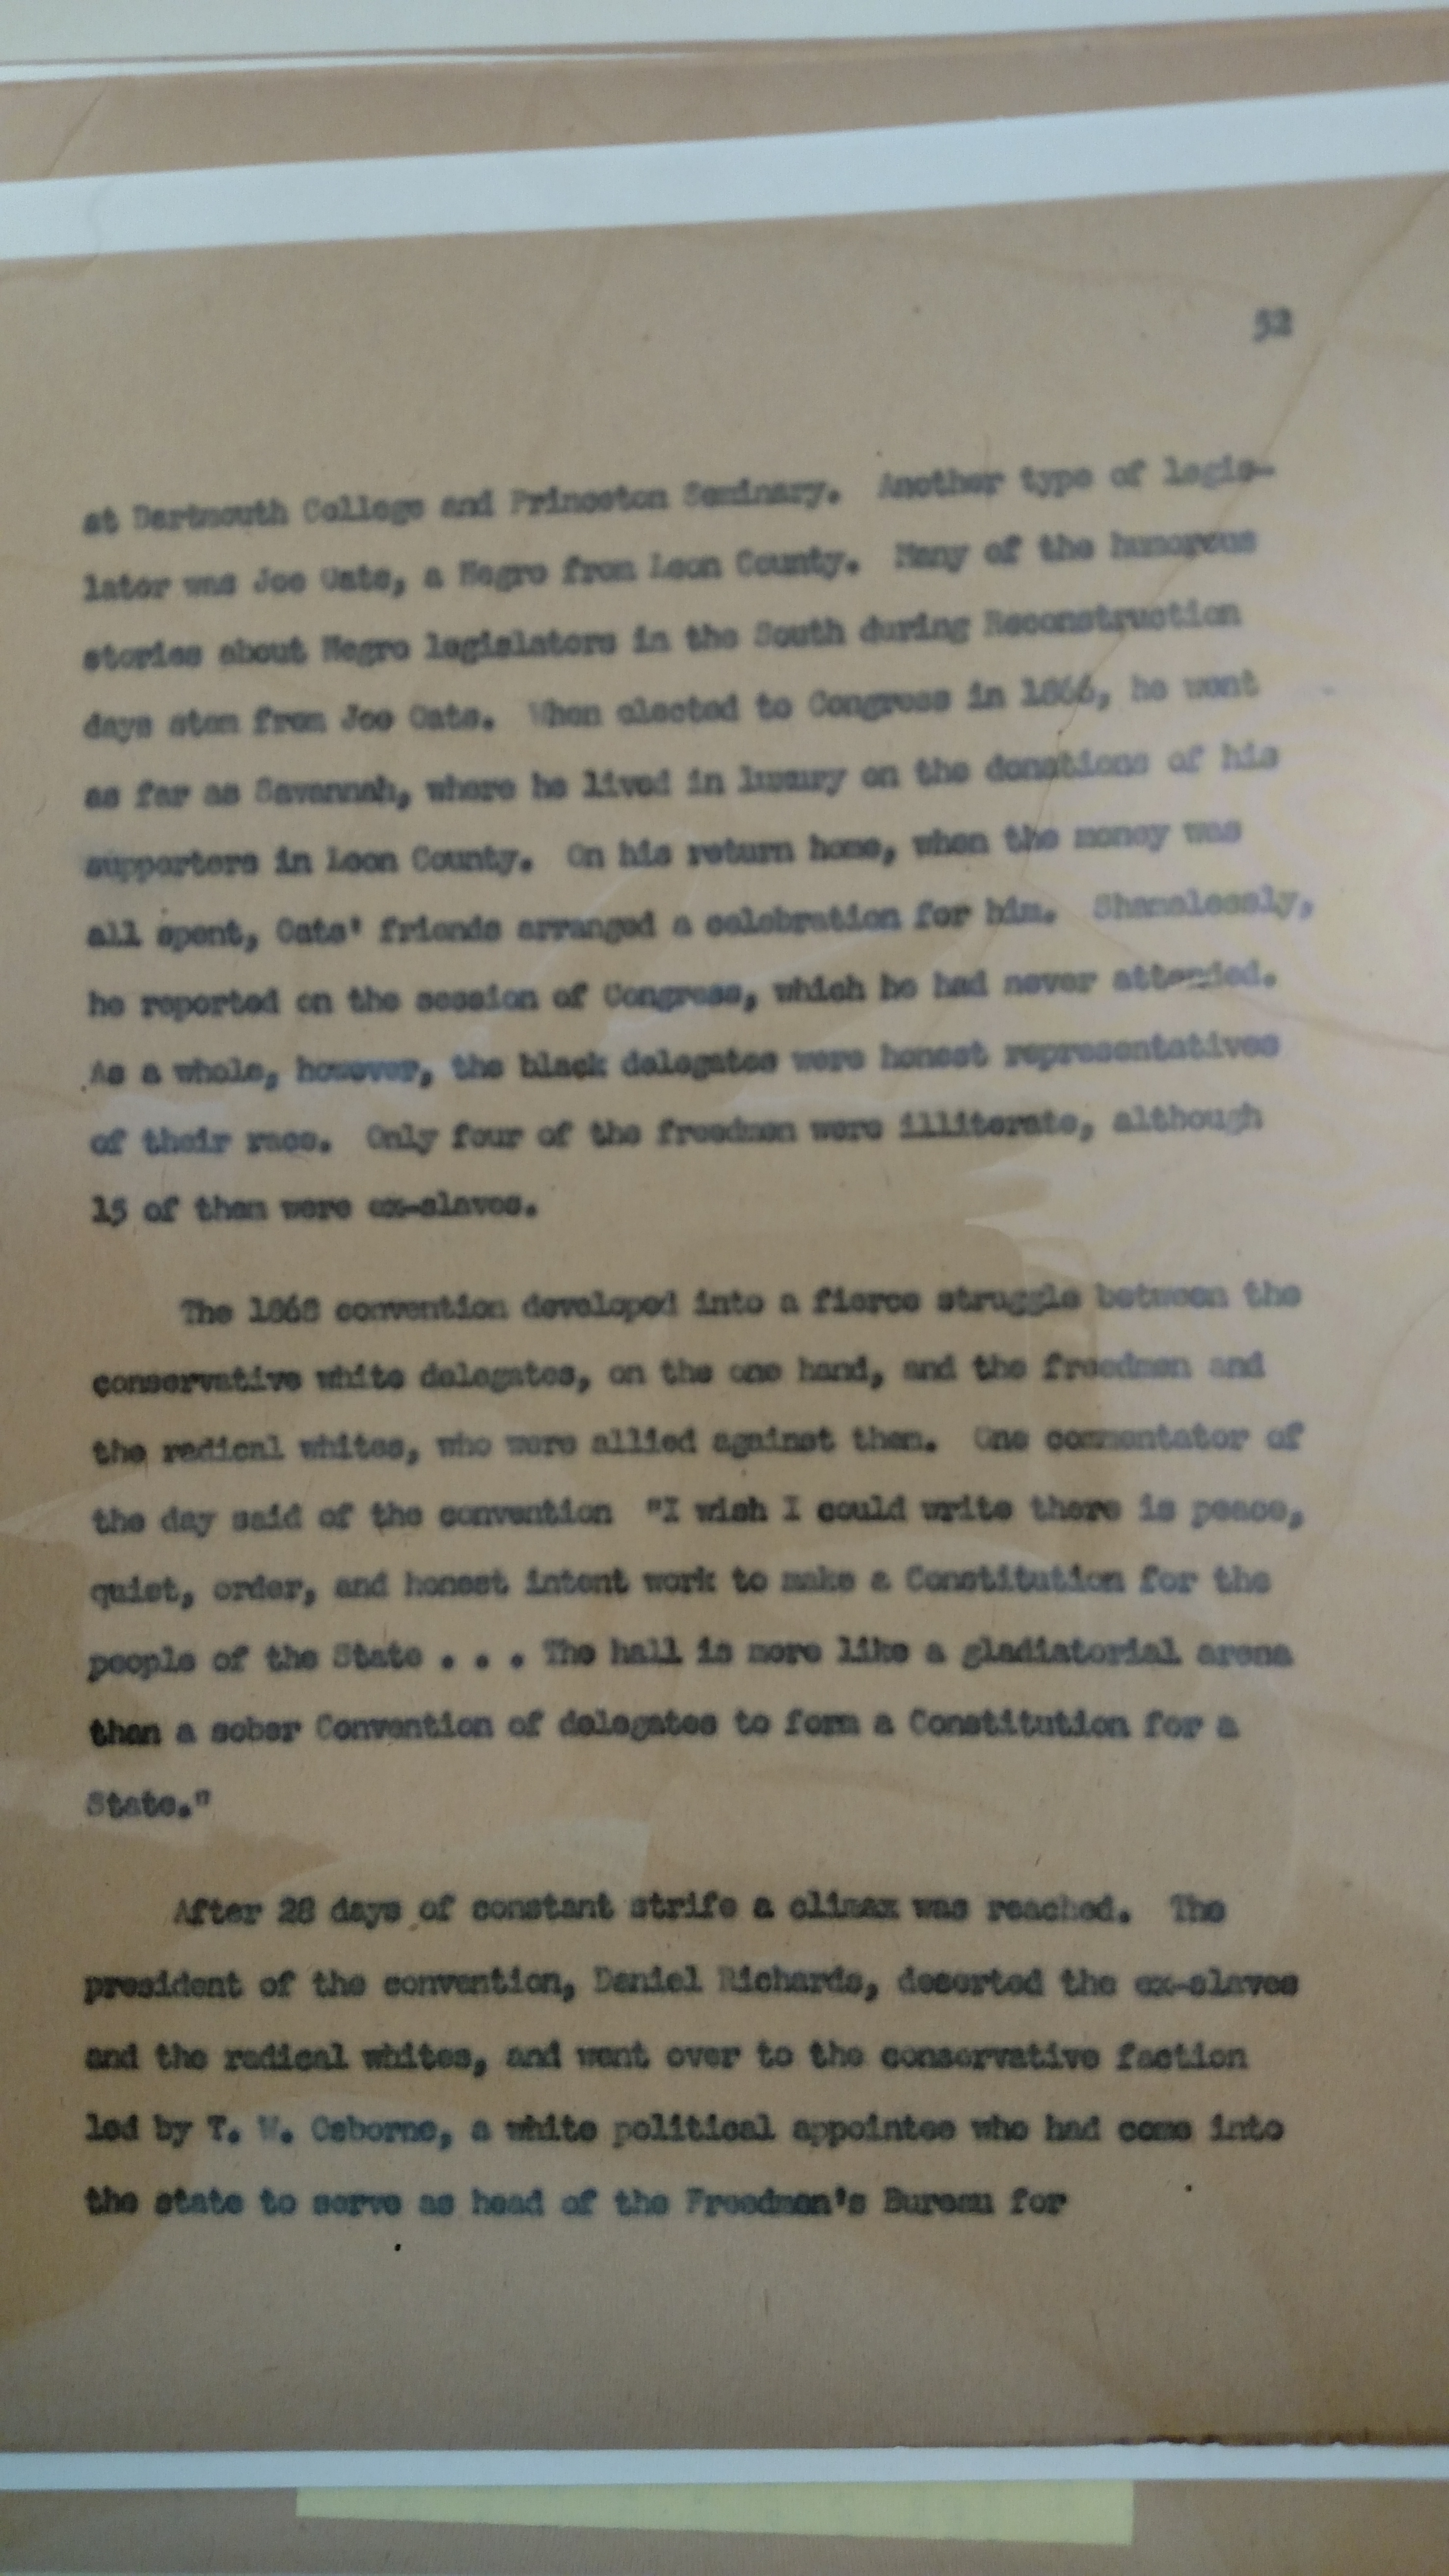 52
at Dartmouth College and Princeton Seminary. Another type of legis-
lator was Joe Oats, a Negro from Leon County. Many of the humorous
stories about Negro legislators in the South during Reconstruction
days stem from Joe Oats. When elected to Congress in 1866, he went
as far as Savannah, where he lived in luxury on the donations of his
supporters in Leon County. On his return home, when the money was
all spent, Oats' friends arranged a celebration for him. Shamelessly,
he reported on the session of Congress, which he had never attended.
As a whole, however, the black delegates were honest representatives
of their race. Only four of the freedmen were illiterate, although
15 of them were ex-slaves.
The 1868 convention developed into a fierce struggle between the
conservative white delegates, on the one hand, and the freedmen and
the radical whites, who were allied against them. One commentator of
the day said of the convention "I wish I could write there is peace,
quiet, order, and honest intent work to make a Constitution for the
people of the State . . . The hall is more like a gladiatorial arena
than a sober Convention of delegates to form a Constitution for a
State."
After 28 days of constant strife a climax was reached. The
president of the convention, Daniel Richards, deserted the ex-slaves
and the radical whites, and went over to the conservative faction
led by T. W. Osborne, a white political appointee who had come into
the state to serve as head of the Freedmen's Bureau for